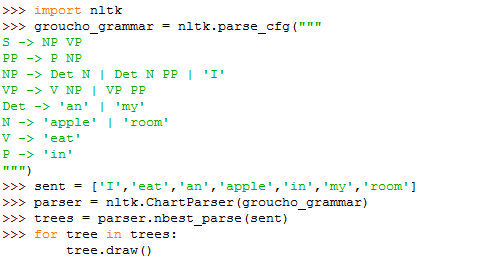 >>> import nltk
>>> groucho_grammar = nltk.parse_cfg("""
S -> NP VP
PP -> P NP
NP -> Det N | Det N PP | 'I'
VP -> V NP | VP PP
Det -> 'an' | 'my'
N -> 'apple' | 'room'
V -> 'eat'
P -> 'in'
""")
>>> sent = ['I','eat','an','apple','in','my','room']
>>> parser = nltk.ChartParser(groucho_grammar)
>>> trees = parser.nbest_parse(sent)
>>> for tree in trees:
        tree.draw()